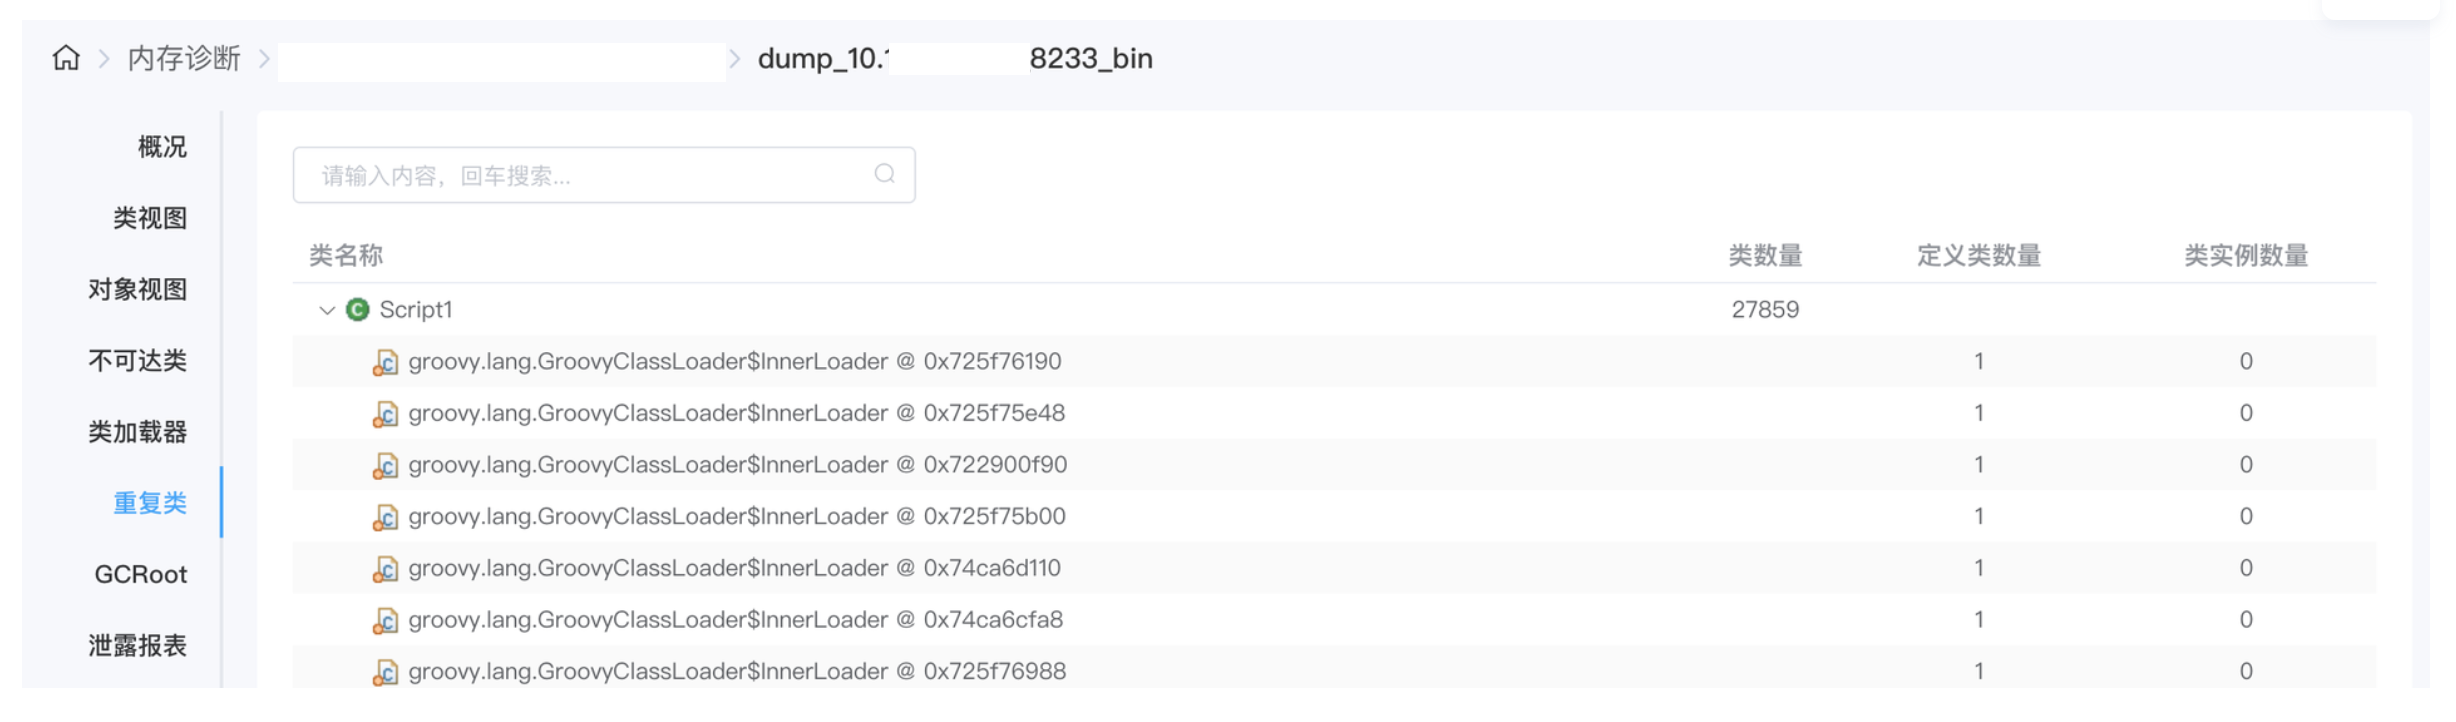 内存诊断 dump_10. 8233_bin
概况
类视图
对象视图
不可达类
类加载器
重复类
GCRoot
泄露报表
请输入内容，回车搜索...
类名称 类数量 定义类数量 类实例数量
Script1 27859
groovy.lang.GroovyClassLoader$InnerLoader @ 0x725f76190 1 0
groovy.lang.GroovyClassLoader$InnerLoader @ 0x725f75e48 1 0
groovy.lang.GroovyClassLoader$InnerLoader @ 0x722900f90 1 0
groovy.lang.GroovyClassLoader$InnerLoader @ 0x725f75b00 1 0
groovy.lang.GroovyClassLoader$InnerLoader @ 0x74ca6d110 1 0
groovy.lang.GroovyClassLoader$InnerLoader @ 0x74ca6cfa8 1 0
groovy.lang.GroovyClassLoader$InnerLoader @ 0x725f76988 1 0